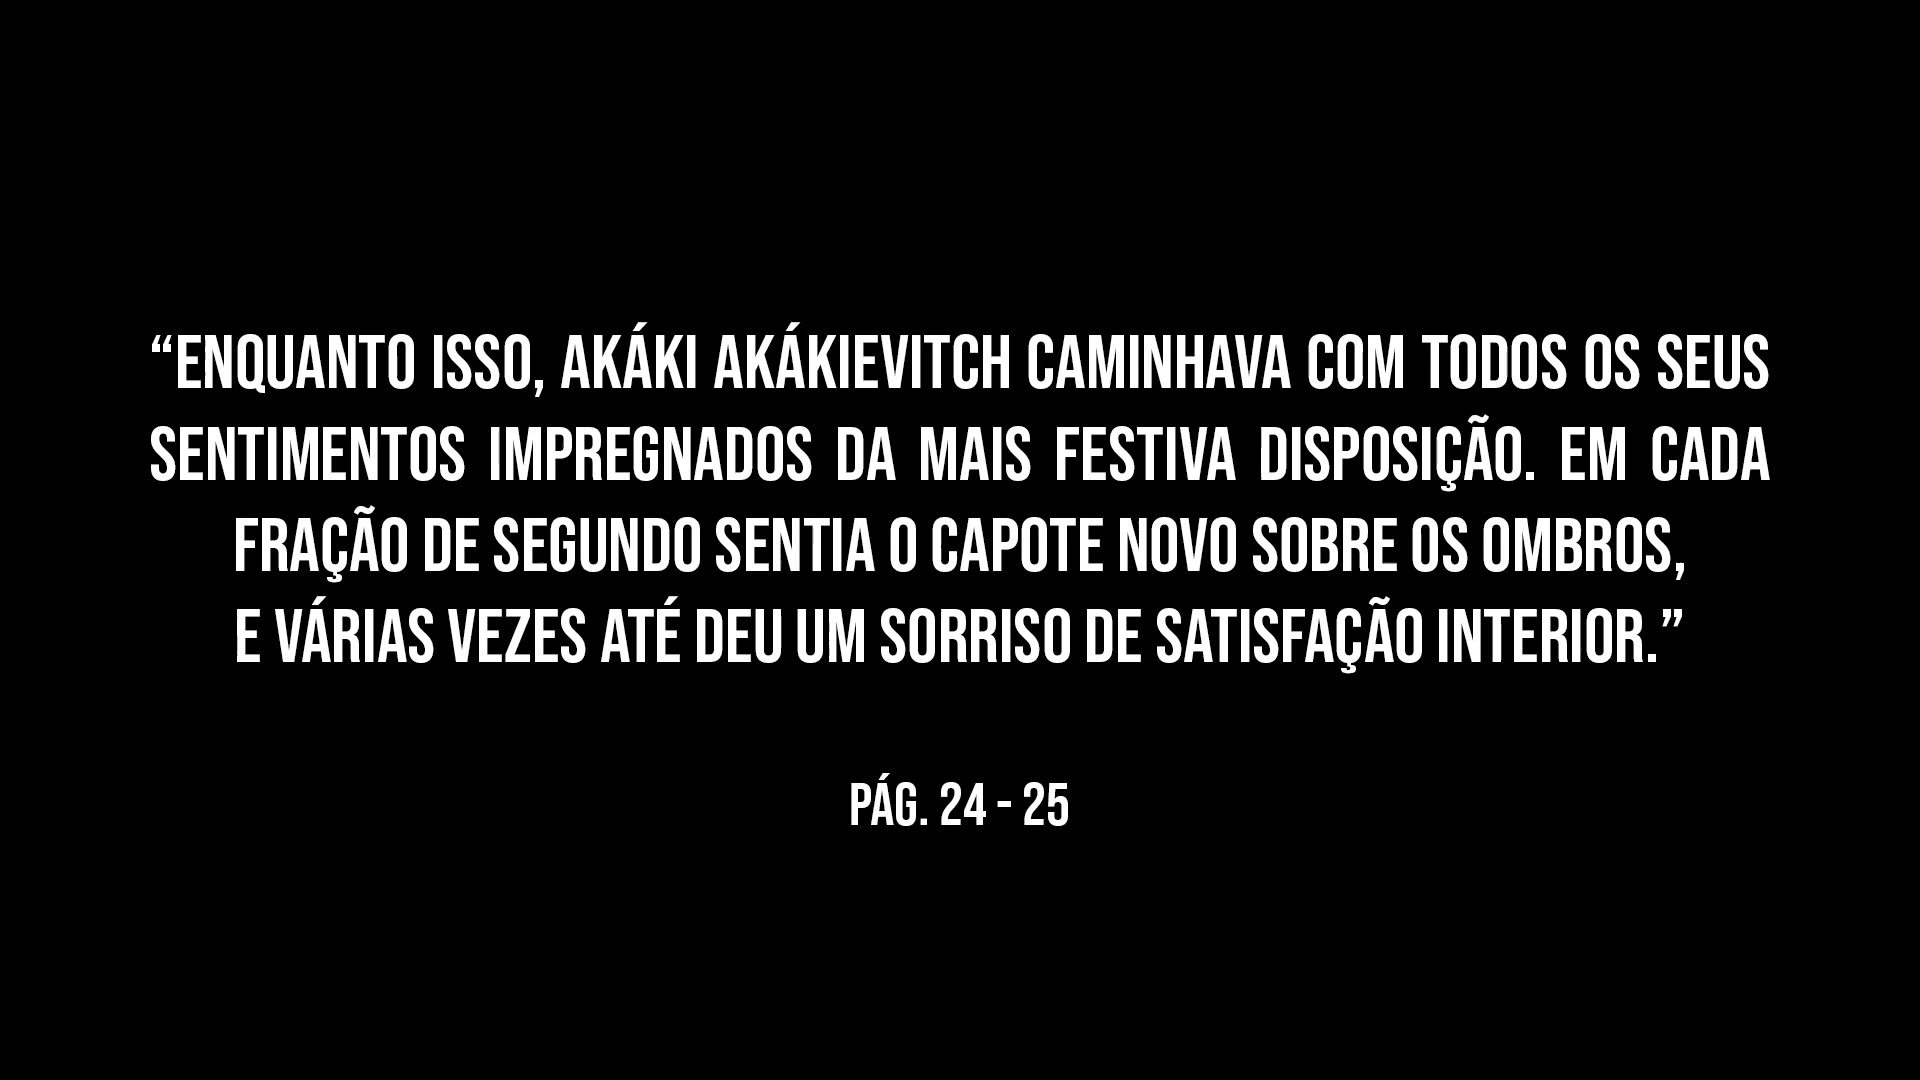 “ENQUANTO ISSO, AKÁKI AKÁKIEVITCH CAMINHAVA COM TODOS OS SEUS
SENTIMENTOS IMPREGNADOS DA MAIS FESTIVA DISPOSIÇÃO. EM CADA
FRAÇÃO DE SEGUNDO SENTIA O CAPOTE NOVO SOBRE OS OMBROS,
E VÁRIAS VEZES ATÉ DEU UM SORRISO DE SATISFAÇÃO INTERIOR.”
PÁG. 24 - 25